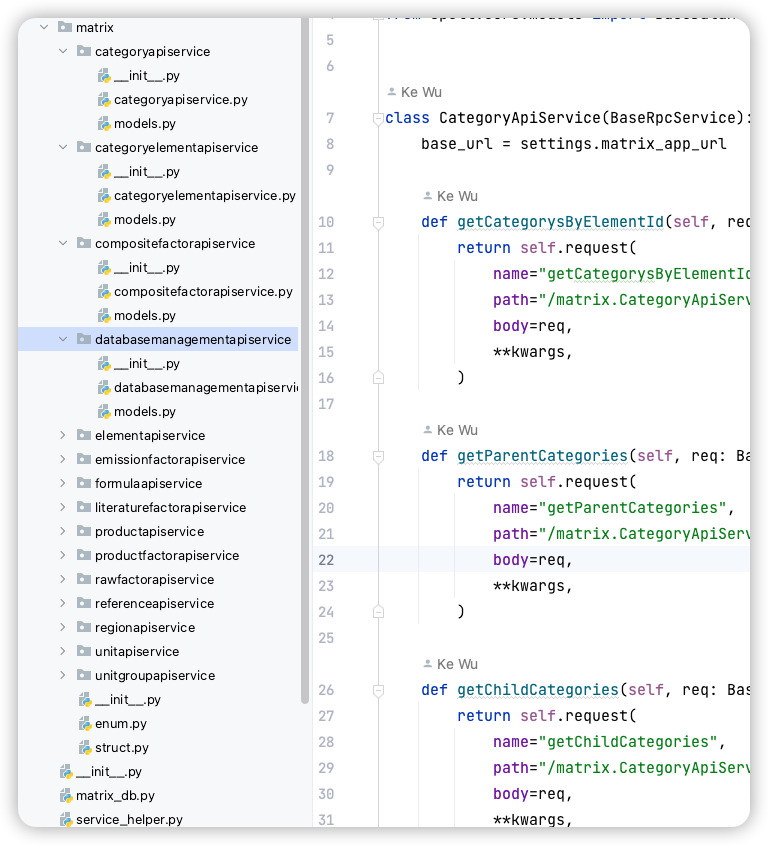 matrix
categoryapiservice
__init__.py
categoryapiservice.py
models.py
categoryelementapiservice
__init__.py
categoryelementapiservice.py
models.py
compositefactorapiservice
__init__.py
compositefactorapiservice.py
models.py
databasemanagementapiservice
__init__.py
databasemanagementapiservi
models.py
elementapiservice
emissionfactorapiservice
formulaapiservice
literaturefactorapiservice
productapiservice
productfactorapiservice
rawfactorapiservice
referenceapiservice
regionapiservice
unitapiservice
unitgroupapiservice
__init__.py
enum.py
struct.py
__init__.py
matrix_db.py
service_helper.py
5
6
Ke Wu
7 class CategoryApiService(BaseRpcService):
8 base_url = settings.matrix_app_url
9
Ke Wu
10 def getCategorysByElementId(self, req
11 return self.request(
12 name="getCategorysByElementId
13 path="/matrix.CategoryApiServ
14 body=req,
15 **kwargs,
16 )
17
Ke Wu
18 def getParentCategories(self, req: Ba
19 return self.request(
20 name="getParentCategories",
21 path="/matrix.CategoryApiServ
22 body=req,
23 **kwargs,
24 )
25
Ke Wu
26 def getChildCategories(self, req: Bas
27 return self.request(
28 name="getChildCategories",
29 path="/matrix.CategoryApiServ
30 body=req,
31 **kwargs,